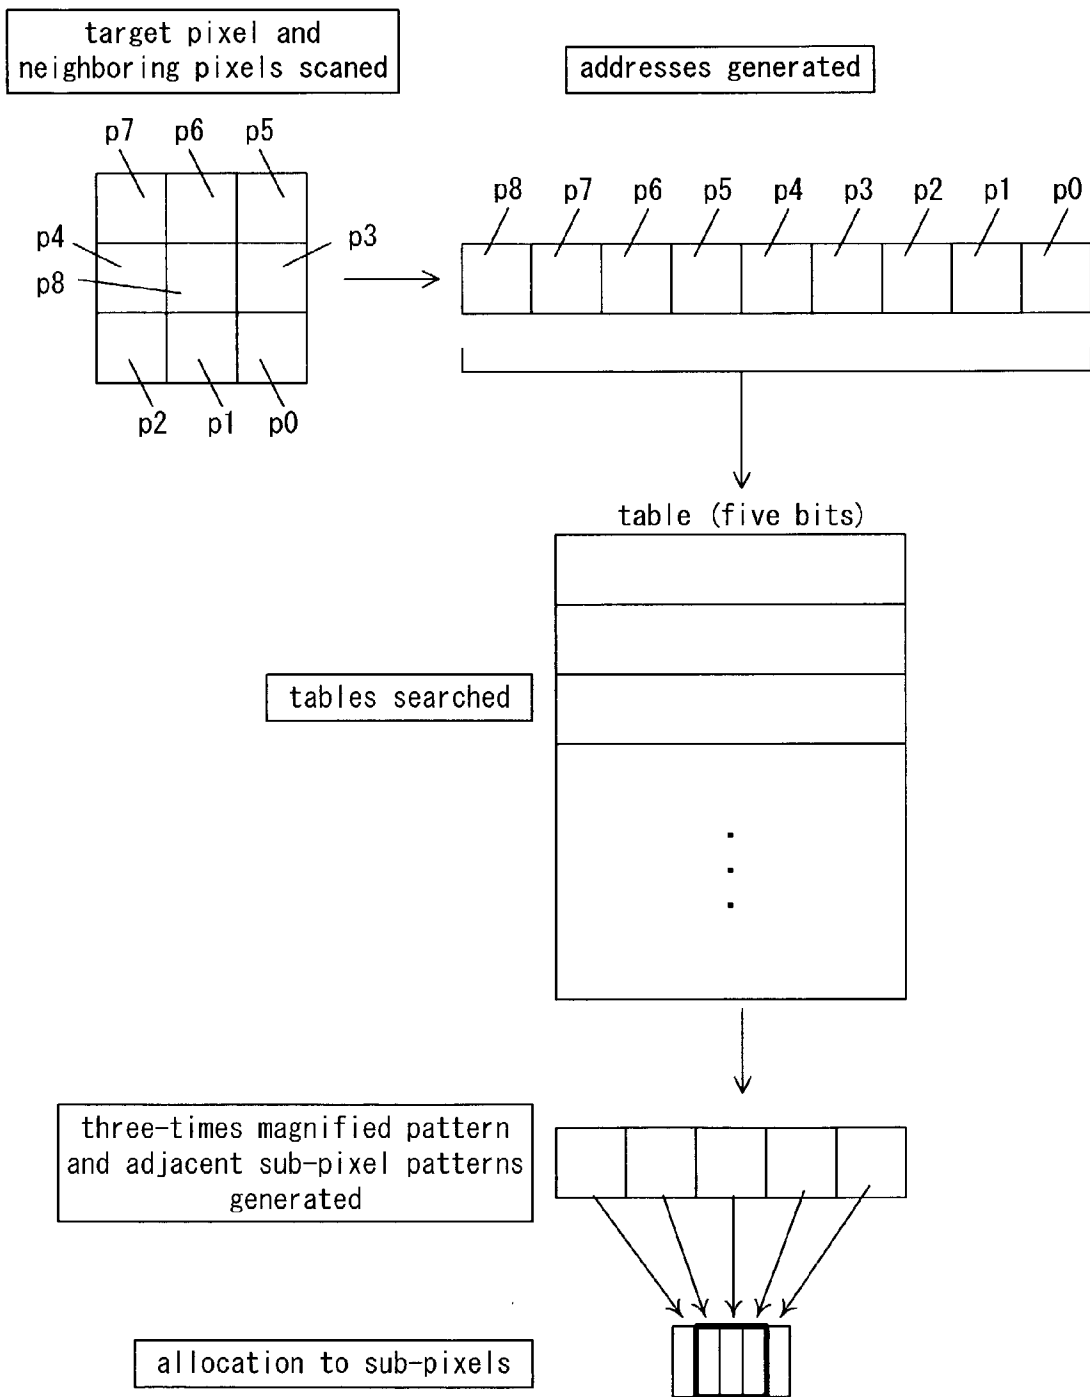 target pixel and
neighboring pixels scaned
addresses generated
p7 p6 p5
p4 p3
p8
p2 p1 p0
p8 p7 p6 p5 p4 p3 p2 p1 p0
table (five bits)
tables searched
three-times magnified pattern
and adjacent sub-pixel patterns
generated
allocation to sub-pixels